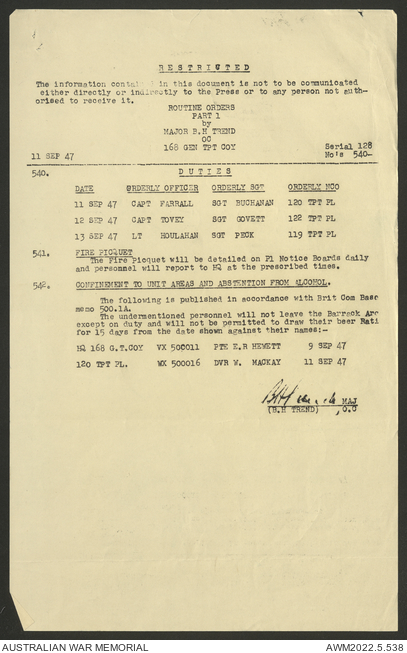 RESTRICTED
The information contained in this document is not to be communicated
either directly or indirectly to the Press or to any person not auth-
orised to receive it.
ROUTINE ORDERS
PART 1
by
MAJOR B.H TREND
OC
168 GEN TPT COY
Serial 128
11 SEP 47 No's 540-
540. DUTIES
DATE ORDERLY OFFICER ORDERLY SGT ORDERLY NCO
11 SEP 47 CAPT FARRALL SGT BUCHANAN 120 TPT PL
12 SEP 47 CAPT TOVEY SGT GOVETT 122 TPT PL
13 SEP 47 LT HOULAHAN SGT PECK 119 TPT PL
541. FIRE PICQUET
The Fire Picquet will be detailed on Pl Notice Boards daily
and personnel will report to HQ at the prescribed times.
542. CONFINEMENT TO UNIT AREAS AND ABSTENTION FROM ALCOHOL.
The following is published in accordance with Brit Com Base
memo 500.1A.
The undermentioned personnel will not leave the Barrack Are
except on duty and will not be permitted to draw their beer Rati
for 15 days from the date shown against their names:-
HQ 168 G.T.COY VX 500011 PTE E.R HEWETT 9 SEP 47
120 TPT PL. WX 500016 DVR W. MACKAY 11 SEP 47
MAJ
(B.H TREND) O.C
AUSTRALIAN WAR MEMORIAL AWM2022.5.538